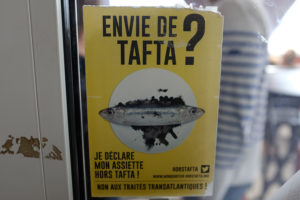 ENVIE DE
TAFTA ?
JE DÉCLARE
MON ASSIETTE
HORS TAFTA !
#HORSTAFTA
NON AUX TRAITÉS TRANSATLANTIQUES !